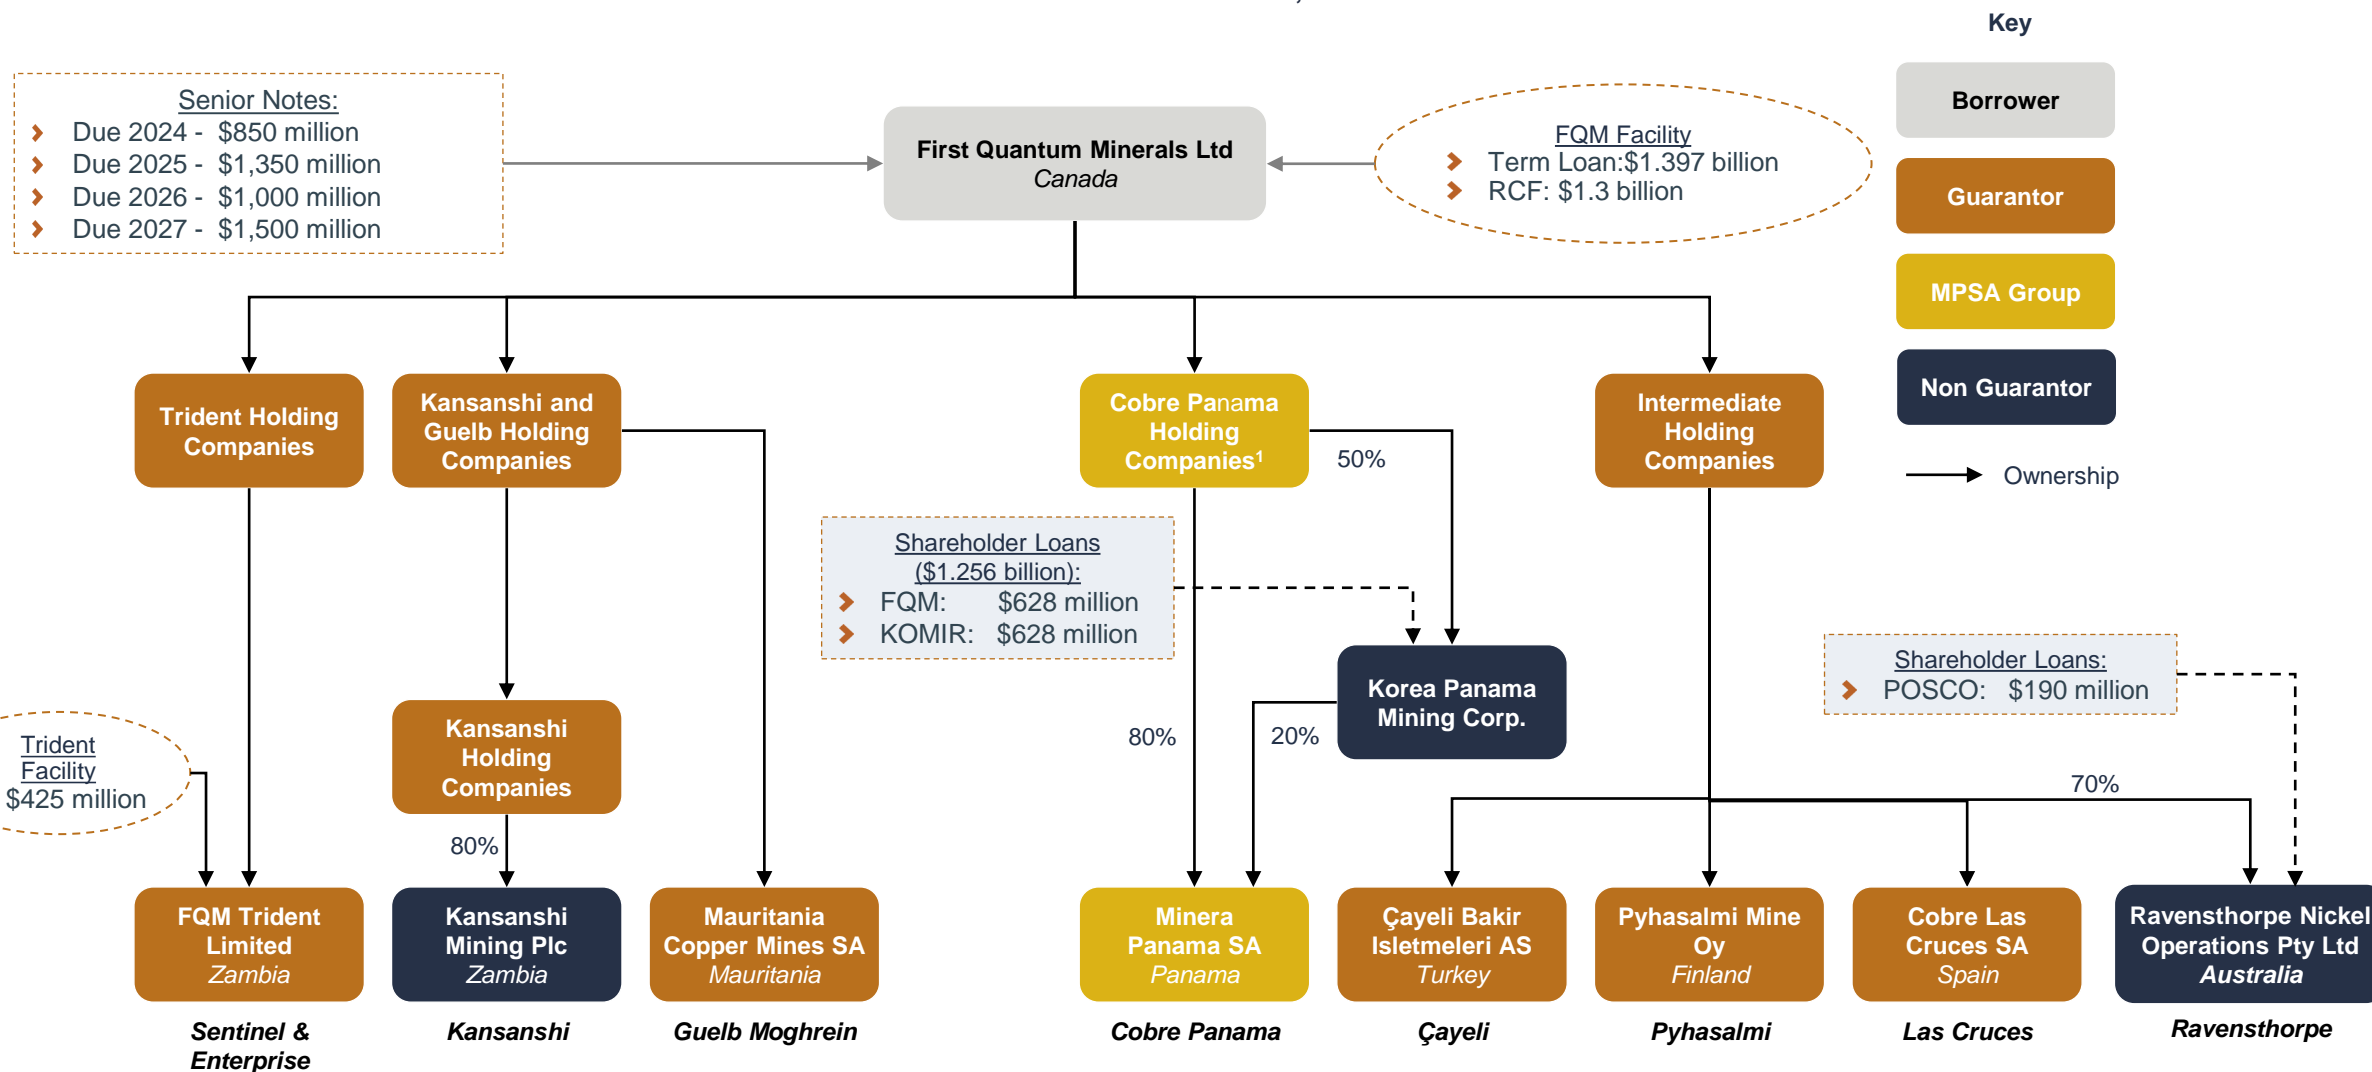 Key
Senior Notes:
Due 2024 - $850 million
Due 2025 - $1,350 million
Due 2026 - $1,000 million
Due 2027 - $1,500 million
First Quantum Minerals Ltd
Canada
FQM Facility
Term Loan:$1.397 billion
RCF: $1.3 billion
Borrower
Guarantor
MPSA Group
Non Guarantor
Ownership
Trident Holding
Companies
Kansanshi and
Guelb Holding
Companies
Cobre Panama
Holding
Companies¹
50%
Intermediate
Holding
Companies
Shareholder Loans
($1.256 billion):
FQM: $628 million
KOMIR: $628 million
Korea Panama
Mining Corp.
Shareholder Loans:
POSCO: $190 million
Trident
Facility
$425 million
Kansanshi
Holding
Companies
80%
80%
20%
70%
FQM Trident
Limited
Zambia
Kansanshi
Mining Plc
Zambia
Mauritania
Copper Mines SA
Mauritania
Minera
Panama SA
Panama
Çayeli Bakir
Isletmeleri AS
Turkey
Pyhasalmi Mine
Oy
Finland
Cobre Las
Cruces SA
Spain
Ravensthorpe Nickel
Operations Pty Ltd
Australia
Sentinel &
Enterprise
Kansanshi
Guelb Moghrein
Cobre Panama
Çayeli
Pyhasalmi
Las Cruces
Ravensthorpe